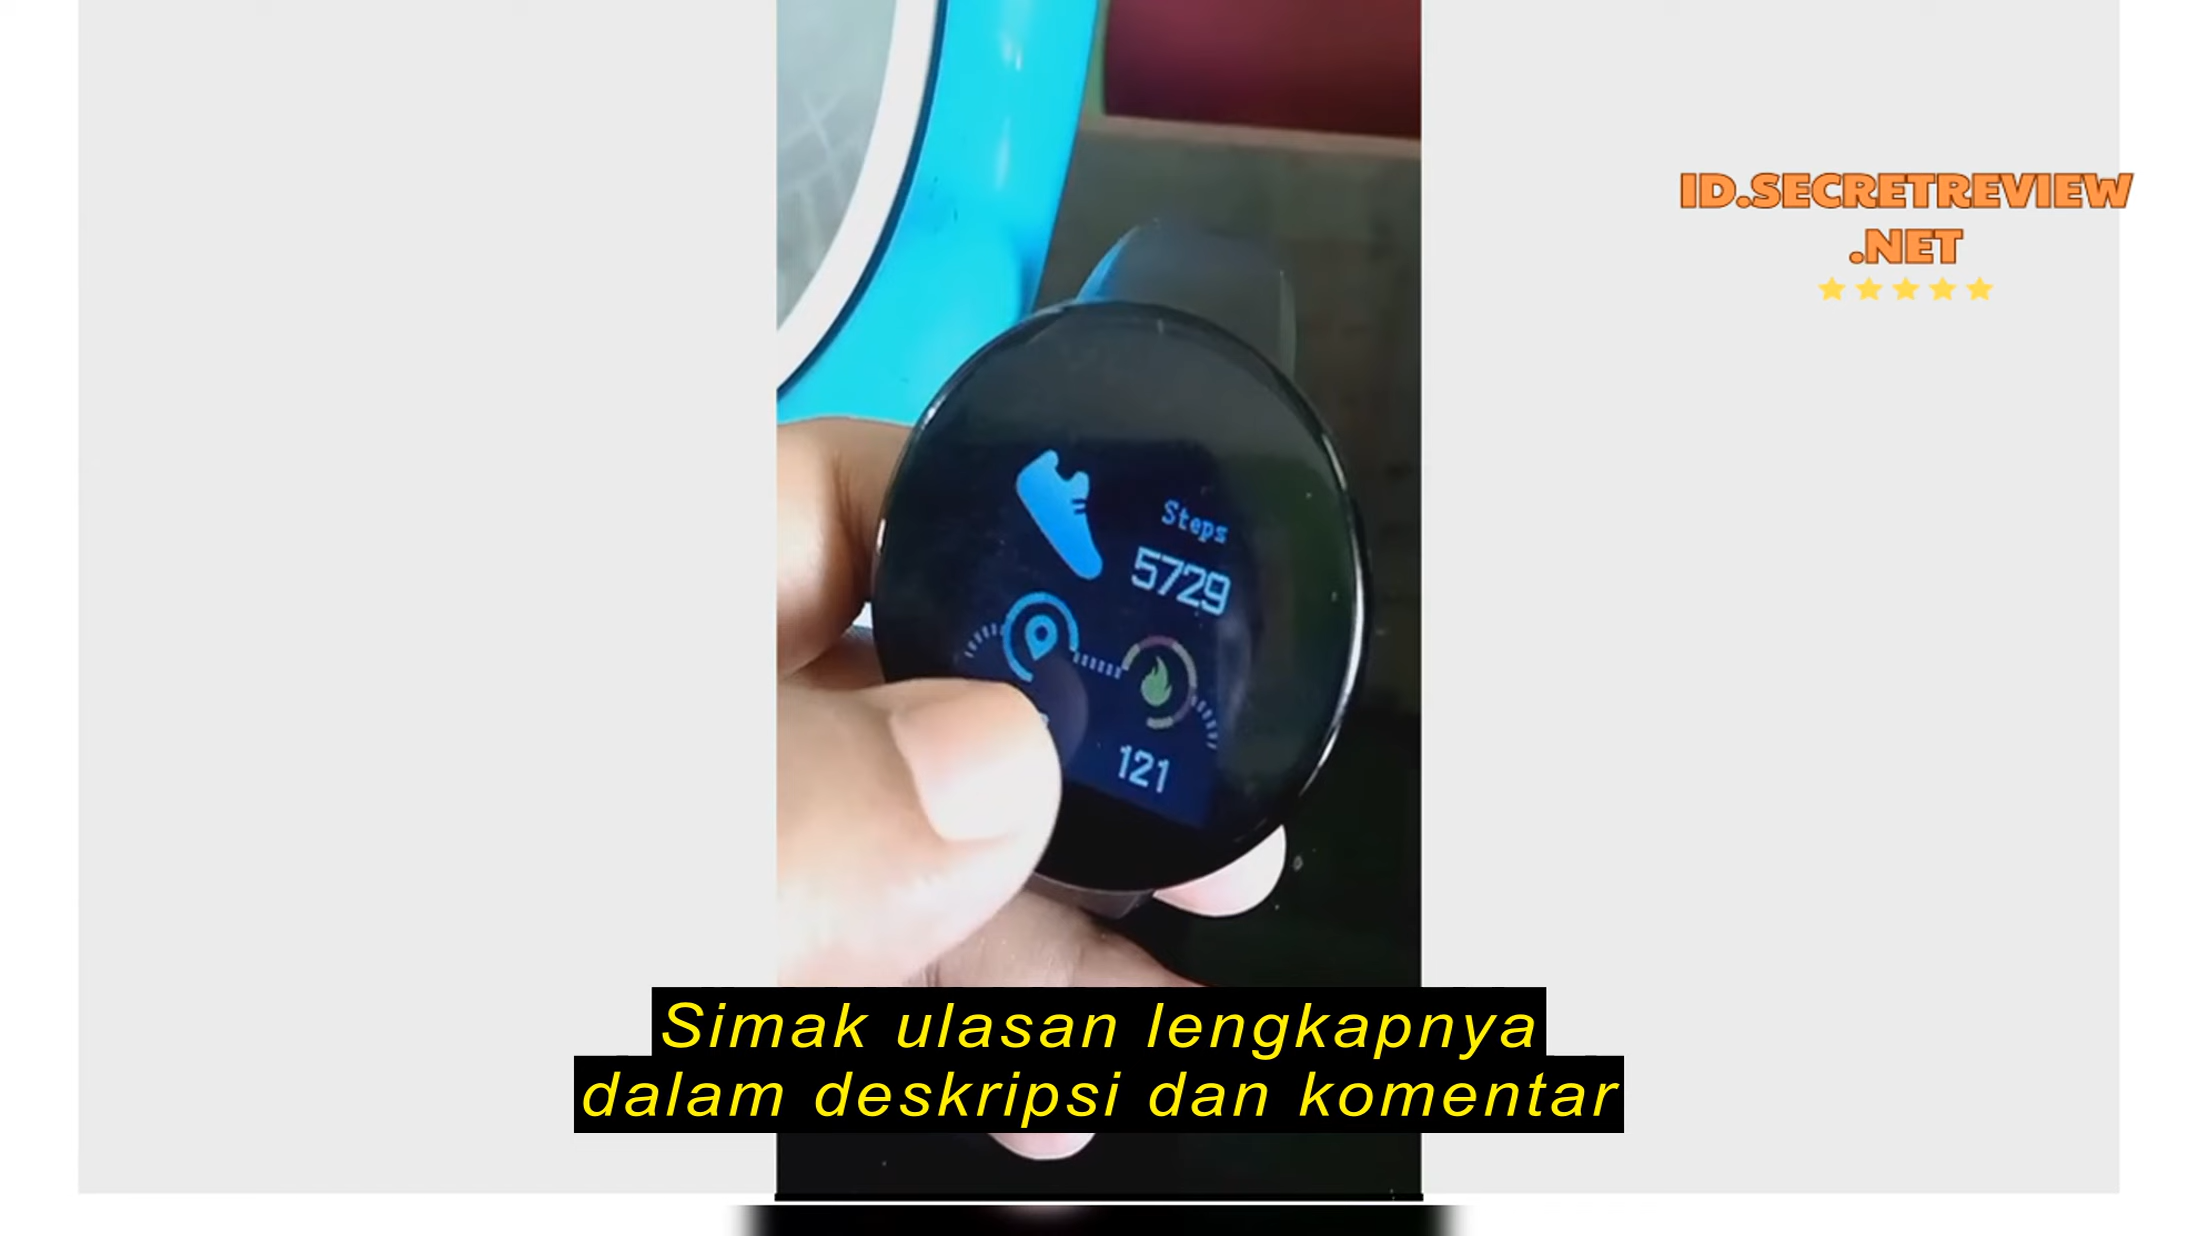 ID.SECRETREVIEW
.NET
Steps
5729
121
Simak ulasan lengkapnya
dalam deskripsi dan komentar